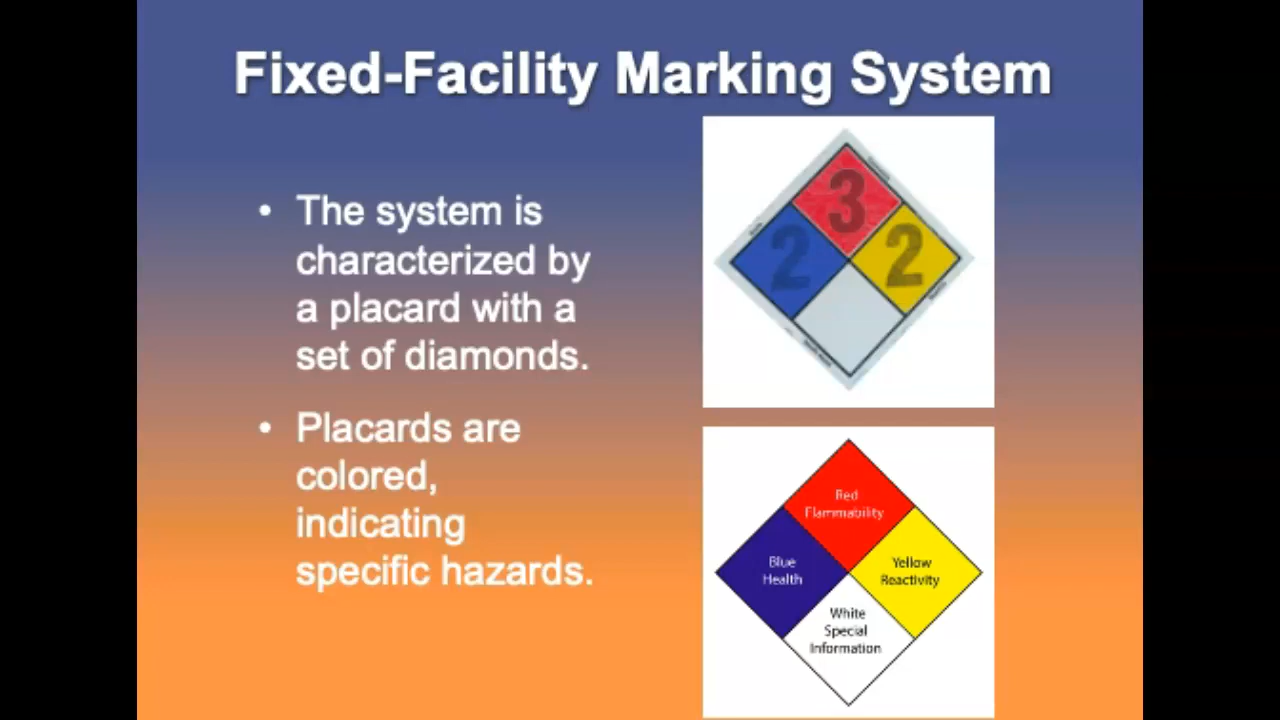 Fixed-Facility Marking System
• The system is
characterized by
a placard with a
set of diamonds.
• Placards are
colored,
indicating
specific hazards.
3
2
2
Red
Flammability
Blue
Health
Yellow
Reactivity
White
Special
Information